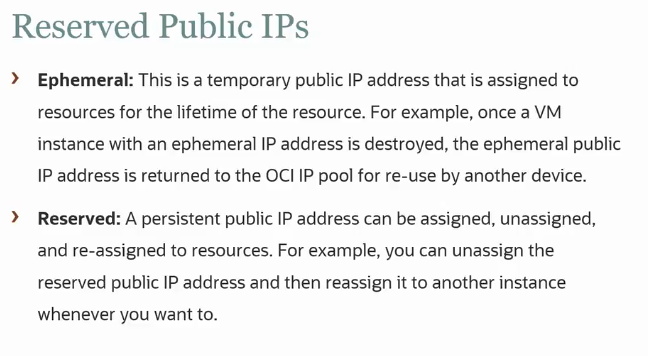 Reserved Public IPs
› Ephemeral: This is a temporary public IP address that is assigned to
resources for the lifetime of the resource. For example, once a VM
instance with an ephemeral IP address is destroyed, the ephemeral public
IP address is returned to the OCI IP pool for re-use by another device.
› Reserved: A persistent public IP address can be assigned, unassigned,
and re-assigned to resources. For example, you can unassign the
reserved public IP address and then reassign it to another instance
whenever you want to.